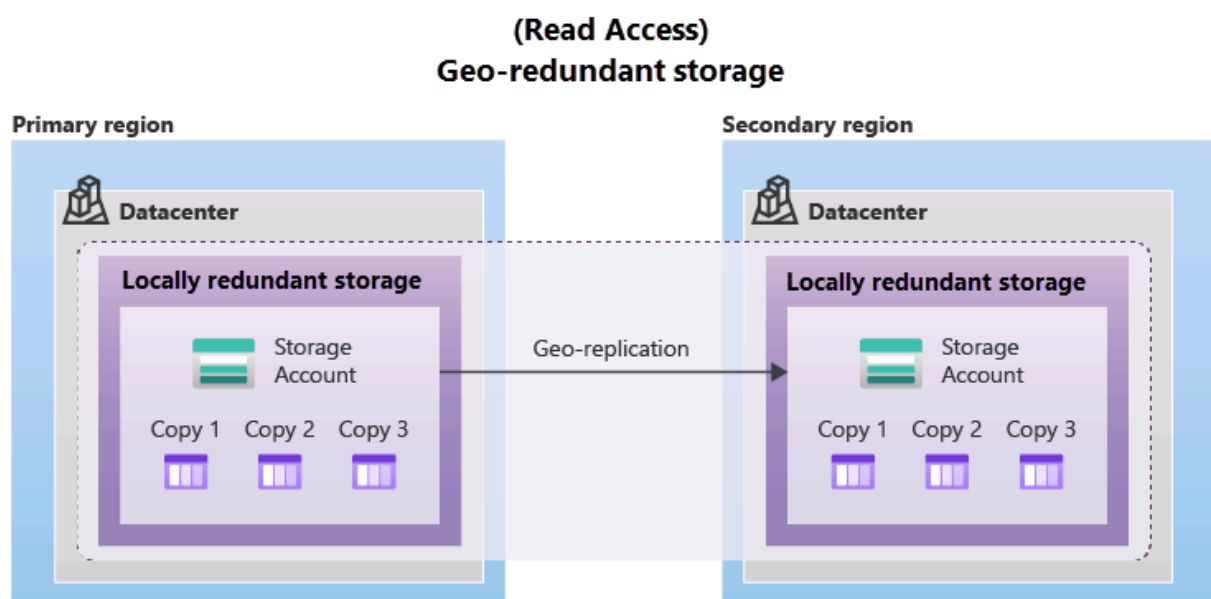 (Read Access)
Geo-redundant storage
Primary region
Secondary region
Datacenter
Datacenter
Locally redundant storage
Locally redundant storage
Storage
Account
Geo-replication
Storage
Account
Copy 1 Copy 2 Copy 3
Copy 1 Copy 2 Copy 3